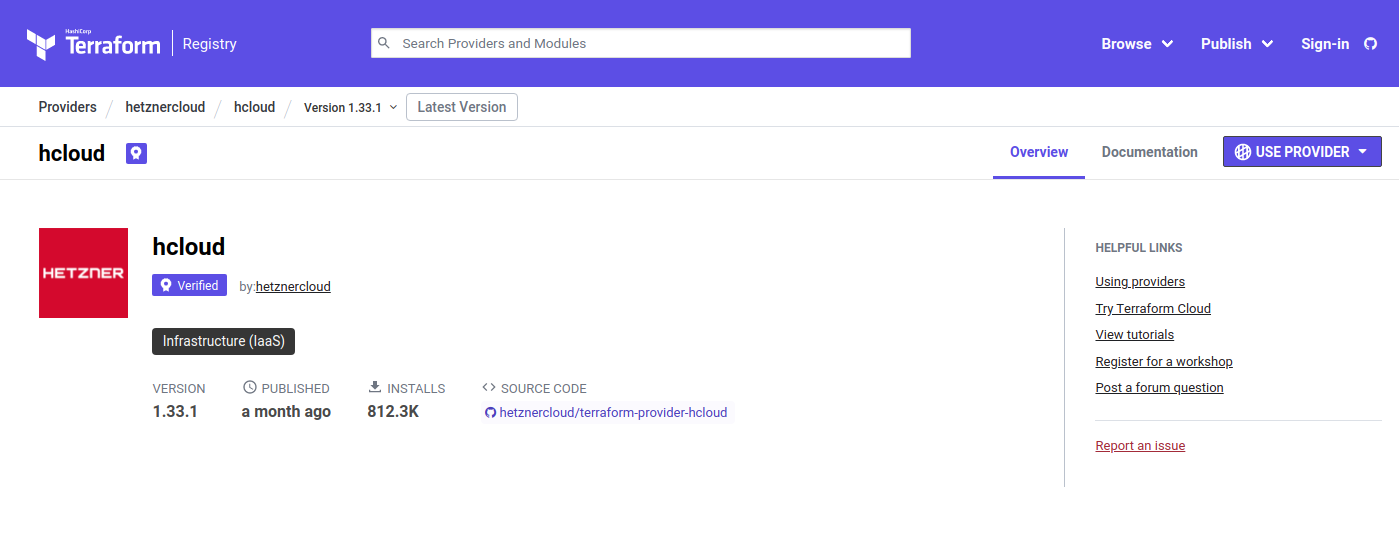 HashiCorp
Terraform
Registry
Search Providers and Modules
Browse
Publish
Sign-in
Providers / hetznercloud / hcloud / Version 1.33.1
Latest Version
hcloud
Overview
Documentation
USE PROVIDER
HETZNER
hcloud
Verified
by:hetznercloud
Infrastructure (IaaS)
VERSION PUBLISHED INSTALLS SOURCE CODE
1.33.1 a month ago 812.3K hetznercloud/terraform-provider-hcloud
HELPFUL LINKS
Using providers
Try Terraform Cloud
View tutorials
Register for a workshop
Post a forum question
Report an issue